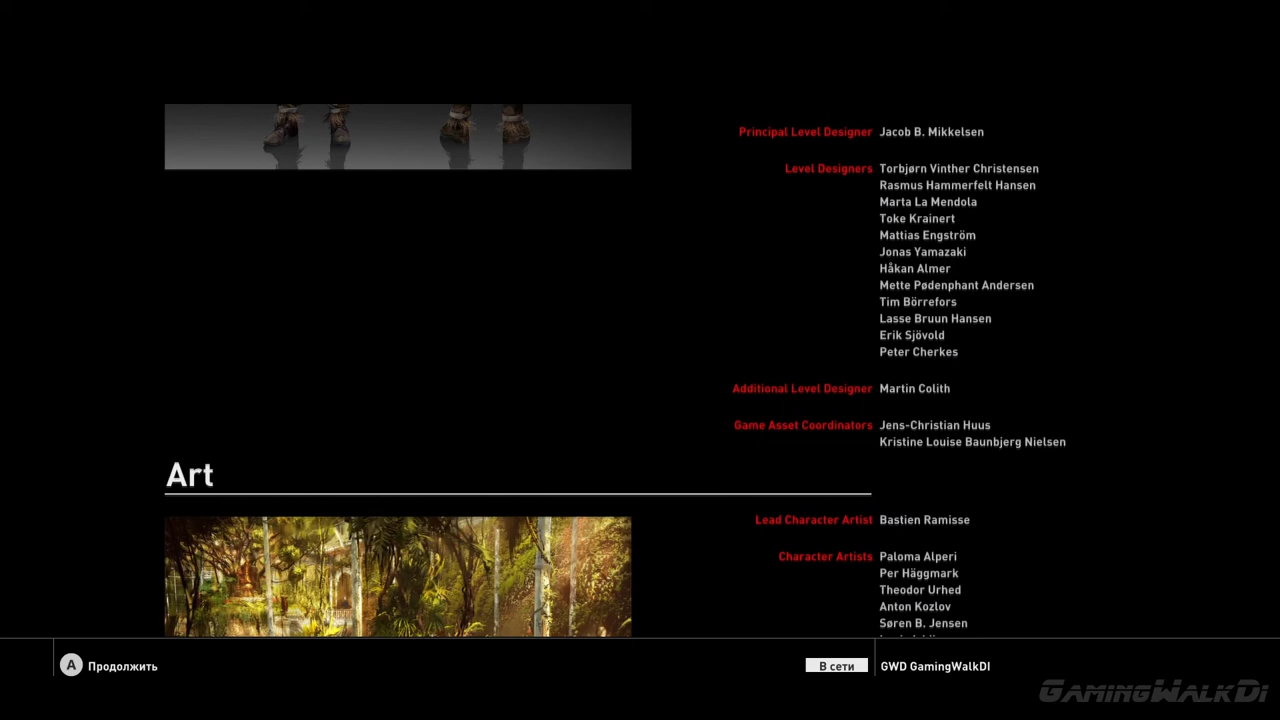 Principal Level Designer Jacob B. Mikkelsen
Level Designers Torbjørn Vinther Christensen
Rasmus Hammerfelt Hansen
Marta La Mendola
Toke Krainert
Mattias Engström
Jonas Yamazaki
Håkan Almer
Mette Pødenphant Andersen
Tim Börrefors
Lasse Bruun Hansen
Erik Sjövold
Peter Cherkes
Additional Level Designer Martin Colith
Game Asset Coordinators Jens-Christian Huus
Kristine Louise Baunbjerg Nielsen
Art
Lead Character Artist Bastien Ramisse
Character Artists Paloma Alperi
Per Häggmark
Theodor Urhed
Anton Kozlov
Søren B. Jensen
A Продолжить
В сети
GWD GamingWalkDI
GamingWalkDi